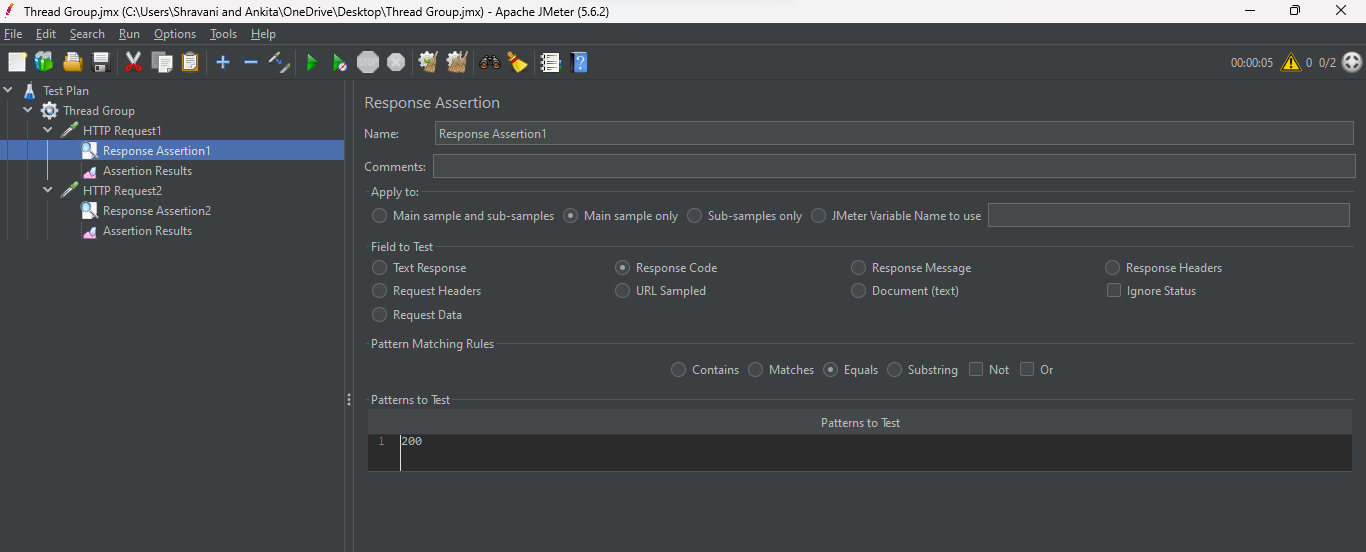 Thread Group.jmx (C:\Users\Shravani and Ankita\OneDrive\Desktop\Thread Group.jmx) - Apache JMeter (5.6.2)
File Edit Search Run Options Tools Help
STOP 00:00:05 0 0/2
Test Plan
Thread Group
HTTP Request1
Response Assertion1
Assertion Results
HTTP Request2
Response Assertion2
Assertion Results
Response Assertion
Name: Response Assertion1
Comments:
Apply to:
Main sample and sub-samples Main sample only Sub-samples only JMeter Variable Name to use
Field to Test
Text Response Response Code Response Message Response Headers
Request Headers URL Sampled Document (text) Ignore Status
Request Data
Pattern Matching Rules
Contains Matches Equals Substring Not Or
Patterns to Test
Patterns to Test
1 200